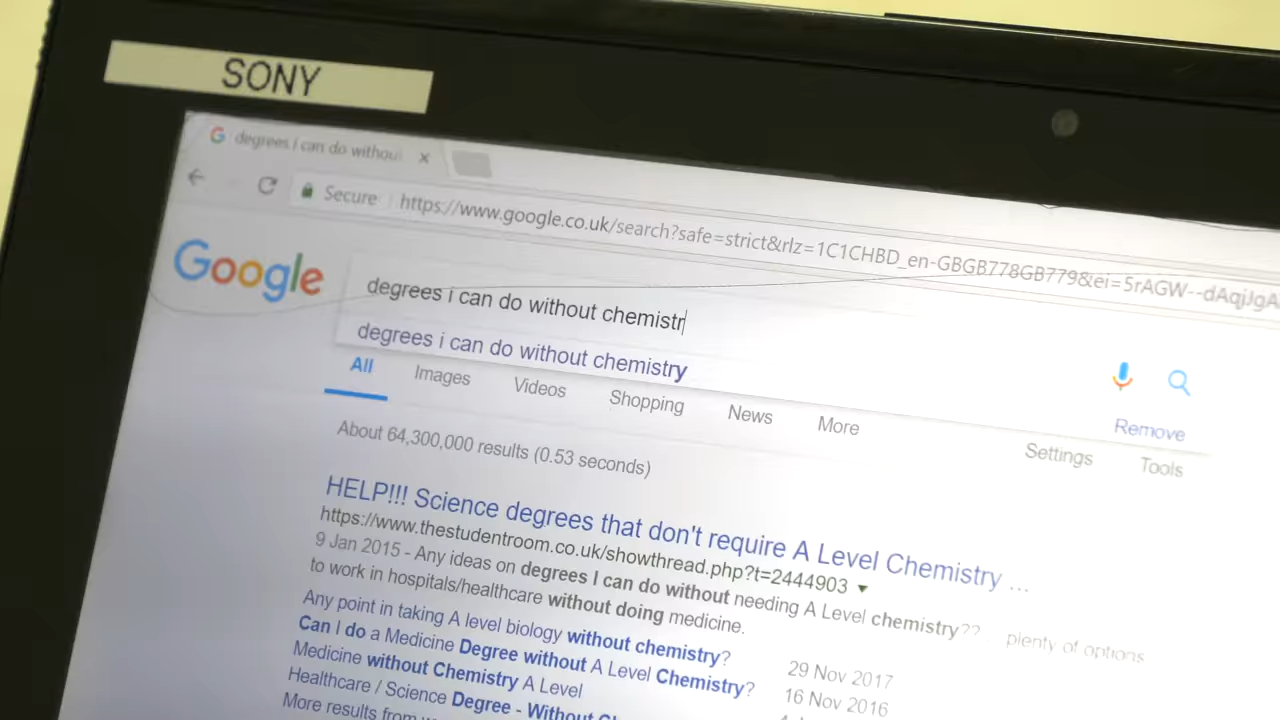 SONY
degrees i can do without
Secure https://www.google.co.uk/search?safe=strict&rlz=1C1CHBD_en-GBGB778GB779&ei=5rAGW--dAqjiJgA
Google degrees i can do without chemistr
degrees i can do without chemistry
Remove
All Images Videos Shopping News More Settings Tools
About 64,300,000 results (0.53 seconds)
HELP!!! Science degrees that don't require A Level Chemistry ...
https://www.thestudentroom.co.uk/showthread.php?t=2444903
9 Jan 2015 - Any ideas on degrees I can do without needing A Level chemistry?? plenty of options
to work in hospitals/healthcare without doing medicine.
Any point in taking A level biology without chemistry? 29 Nov 2017
Can I do a Medicine Degree without A Level Chemistry? 16 Nov 2016
Medicine without Chemistry A Level
Healthcare / Science Degree - Without
More results from